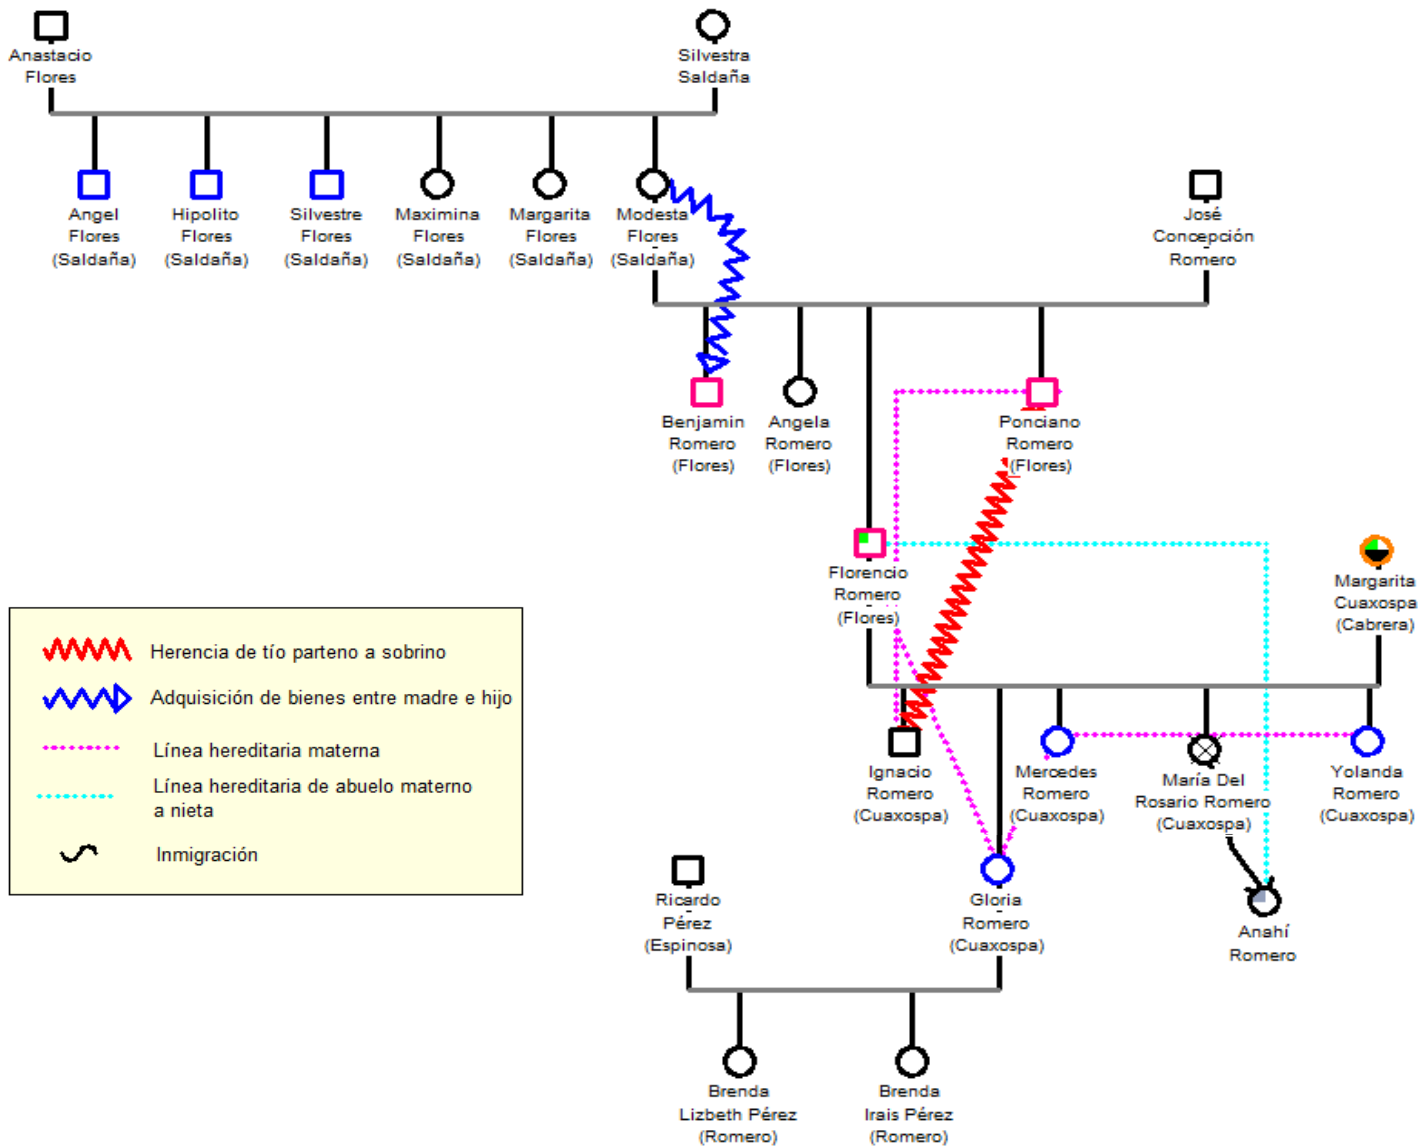 Anastacio
Flores
Silvestra
Saldaña
Angel
Flores
(Saldaña)
Hipolito
Flores
(Saldaña)
Silvestre
Flores
(Saldaña)
Maximina
Flores
(Saldaña)
Margarita
Flores
(Saldaña)
Modesta
Flores
(Saldaña)
José
Concepción
Romero
Benjamin
Romero
(Flores)
Angela
Romero
(Flores)
Ponciano
Romero
(Flores)
Florencio
Romero
(Flores)
Margarita
Cuaxospa
(Cabrera)
Herencia de tío parteno a sobrino
Adquisición de bienes entre madre e hijo
Línea hereditaria materna
Línea hereditaria de abuelo materno
a nieta
Inmigración
Ignacio
Romero
(Cuaxospa)
Mercedes
Romero
(Cuaxospa)
María Del
Rosario Romero
(Cuaxospa)
Yolanda
Romero
(Cuaxospa)
Ricardo
Pérez
(Espinosa)
Gloria
Romero
(Cuaxospa)
Anahí
Romero
Brenda
Lizbeth Pérez
(Romero)
Brenda
Irais Pérez
(Romero)